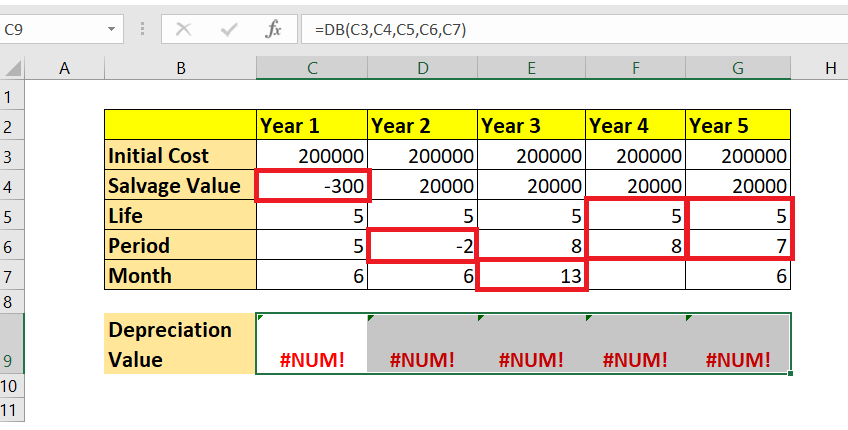 C9 fx =DB(C3,C4,C5,C6,C7)
A B C D E F G H
1
2 Year 1 Year 2 Year 3 Year 4 Year 5
3 Initial Cost 200000 200000 200000 200000 200000
4 Salvage Value -300 20000 20000 20000 20000
5 Life 5 5 5 5 5
6 Period 5 -2 8 8 7
7 Month 6 6 13 6
8
Depreciation
9 Value #NUM! #NUM! #NUM! #NUM! #NUM!
10
11